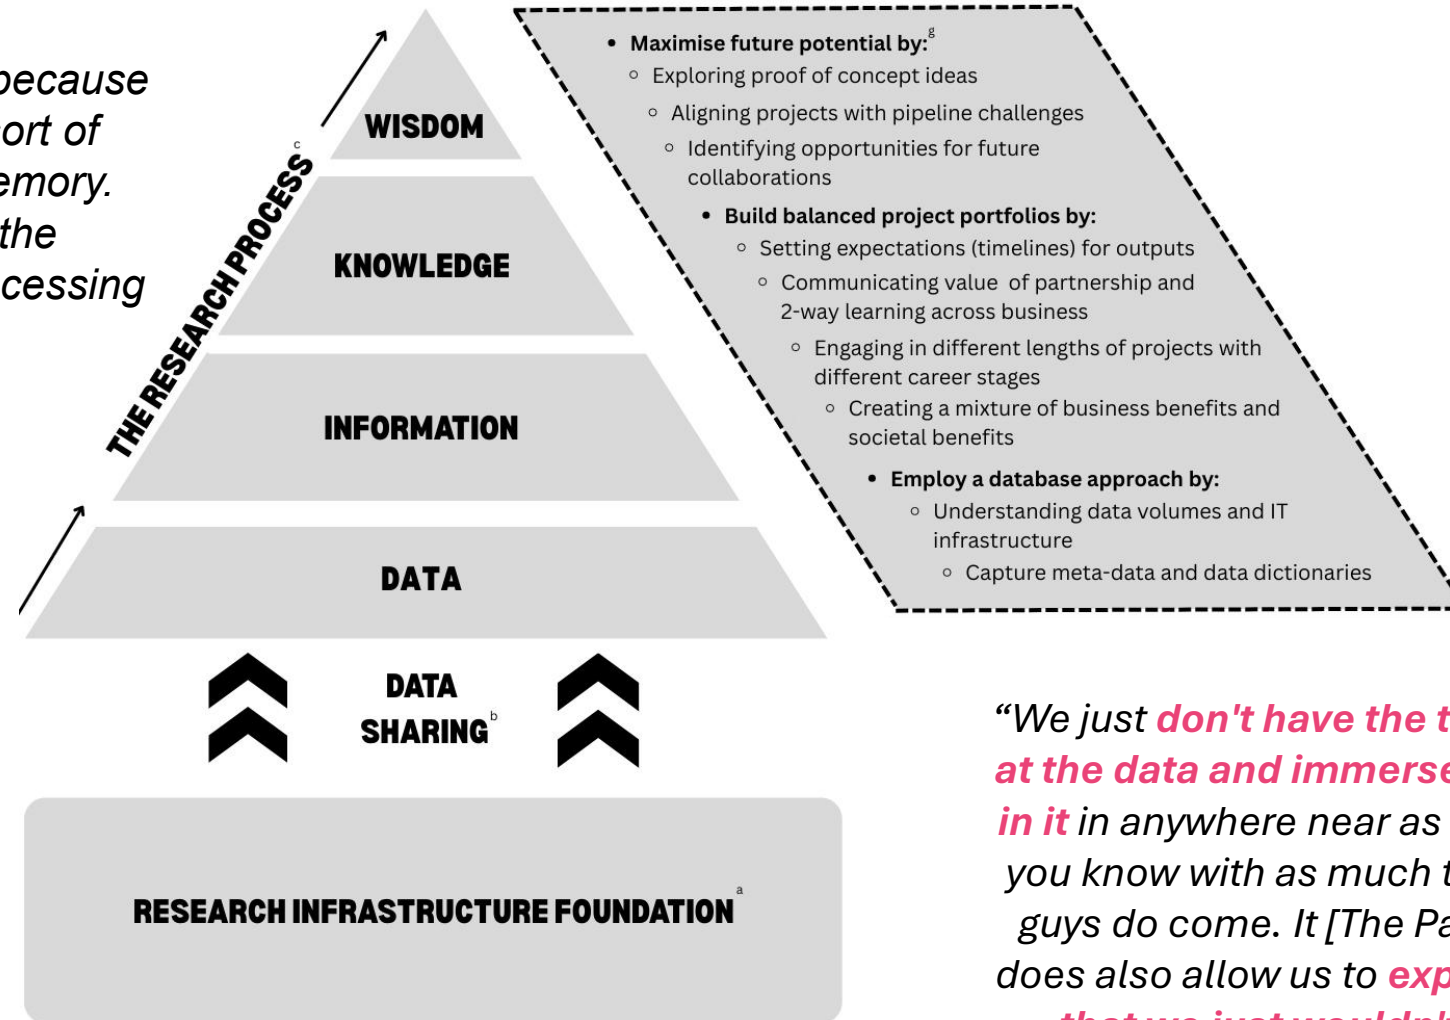 because
sort of
emory.
the
cessing
THE RESEARCH PROCESS c
WISDOM
KNOWLEDGE
INFORMATION
DATA
DATA
SHARING b
RESEARCH INFRASTRUCTURE FOUNDATION a
• Maximise future potential by: g
◦ Exploring proof of concept ideas
◦ Aligning projects with pipeline challenges
◦ Identifying opportunities for future
collaborations
• Build balanced project portfolios by:
◦ Setting expectations (timelines) for outputs
◦ Communicating value of partnership and
2-way learning across business
◦ Engaging in different lengths of projects with
different career stages
◦ Creating a mixture of business benefits and
societal benefits
• Employ a database approach by:
◦ Understanding data volumes and IT
infrastructure
◦ Capture meta-data and data dictionaries
“We just don't have the t
at the data and immerse
in it in anywhere near as
you know with as much t
guys do come. It [The Pa
does also allow us to exp
that we just wouldn't